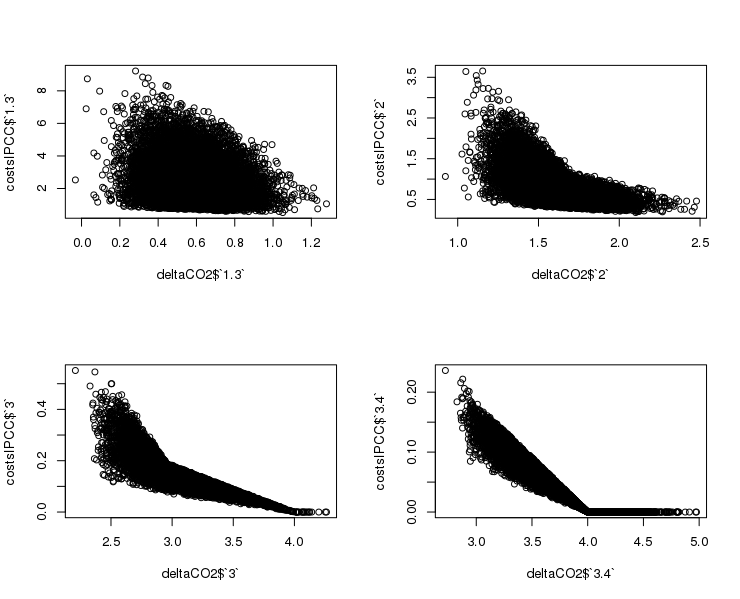 costsIPCC$`1.3`
2 4 6 8
0.0 0.2 0.4 0.6 0.8 1.0 1.2
deltaCO2$`1.3`
costsIPCC$`2`
0.5 1.5 2.5 3.5
1.0 1.5 2.0 2.5
deltaCO2$`2`
costsIPCC$`3`
0.0 0.2 0.4
2.5 3.0 3.5 4.0
deltaCO2$`3`
costsIPCC$`3.4`
0.00 0.10 0.20
3.0 3.5 4.0 4.5 5.0
deltaCO2$`3.4`